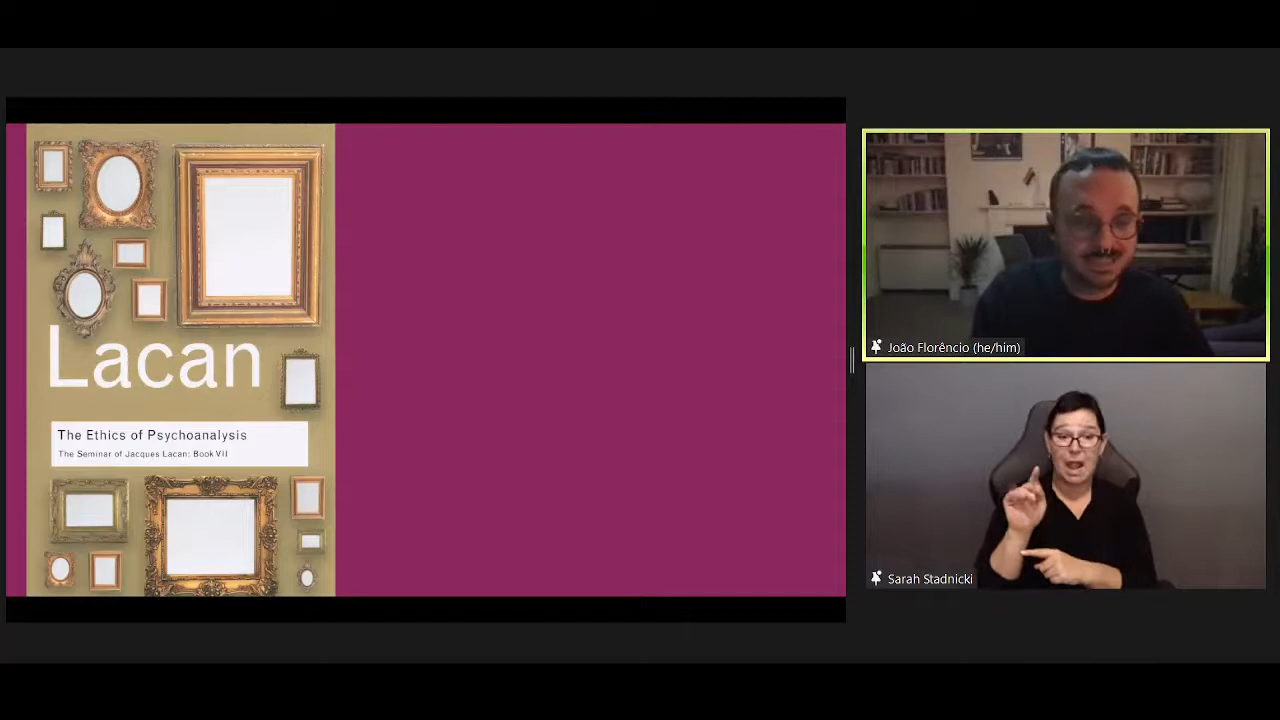 Lacan
The Ethics of Psychoanalysis
The Seminar of Jacques Lacan: Book VII
João Florêncio (he/him)
Sarah Stadnicki